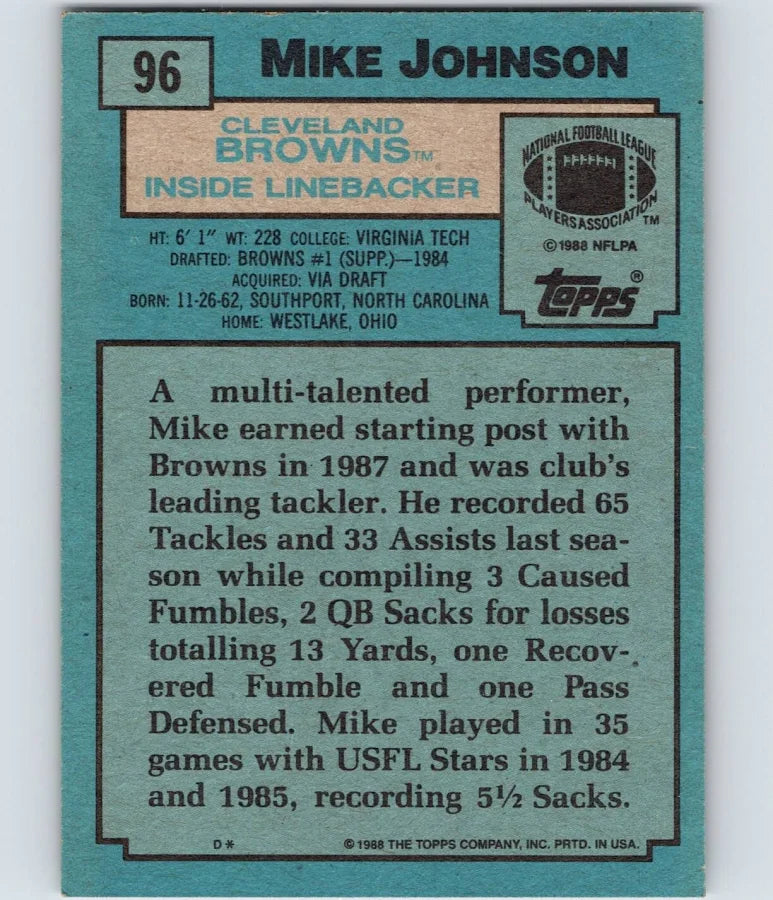 96
MIKE JOHNSON
CLEVELAND
BROWNS™
INSIDE LINEBACKER
NATIONAL FOOTBALL LEAGUE
PLAYERS ASSOCIATION™
©1988 NFLPA
topps®
HT: 6' 1" WT: 228 COLLEGE: VIRGINIA TECH
DRAFTED: BROWNS #1 (SUPP.)—1984
ACQUIRED: VIA DRAFT
BORN: 11-26-62, SOUTHPORT, NORTH CAROLINA
HOME: WESTLAKE, OHIO
A multi-talented performer,
Mike earned starting post with
Browns in 1987 and was club's
leading tackler. He recorded 65
Tackles and 33 Assists last sea-
son while compiling 3 Caused
Fumbles, 2 QB Sacks for losses
totalling 13 Yards, one Recov-
ered Fumble and one Pass
Defensed. Mike played in 35
games with USFL Stars in 1984
and 1985, recording 5½ Sacks.
D* ©1988 THE TOPPS COMPANY, INC. PRTD. IN USA.